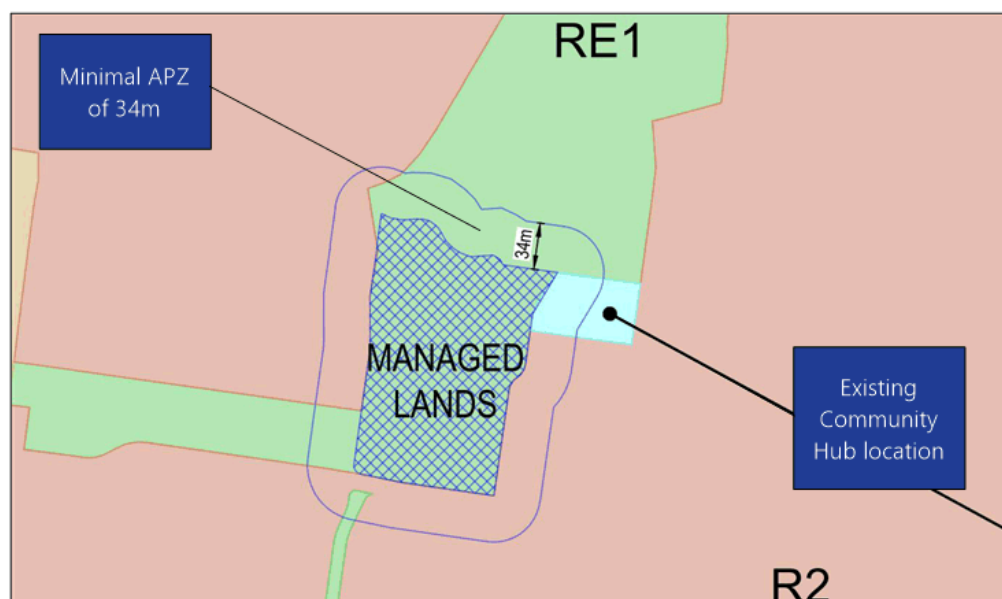 RE1
Minimal APZ
of 34m
34m
MANAGED
LANDS
Existing
Community
Hub location
R2